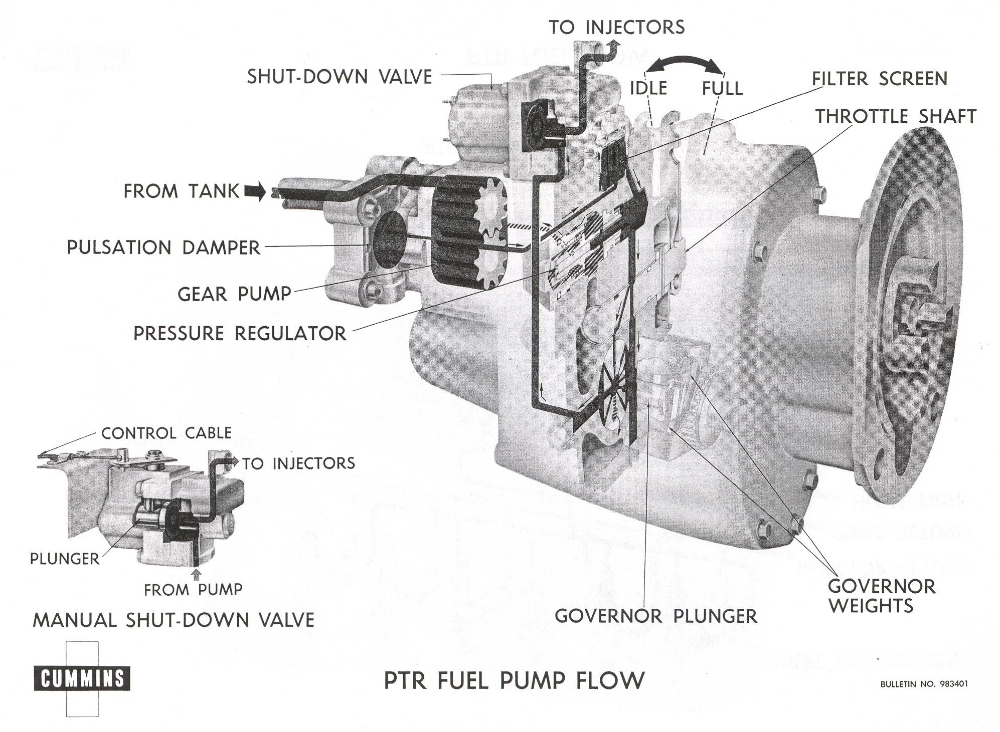 TO INJECTORS
SHUT-DOWN VALVE
IDLE
FULL
FILTER SCREEN
THROTTLE SHAFT
FROM TANK
PULSATION DAMPER
GEAR PUMP
PRESSURE REGULATOR
CONTROL CABLE
TO INJECTORS
PLUNGER
FROM PUMP
MANUAL SHUT-DOWN VALVE
GOVERNOR PLUNGER
GOVERNOR
WEIGHTS
CUMMINS
PTR FUEL PUMP FLOW
BULLETIN NO. 983401